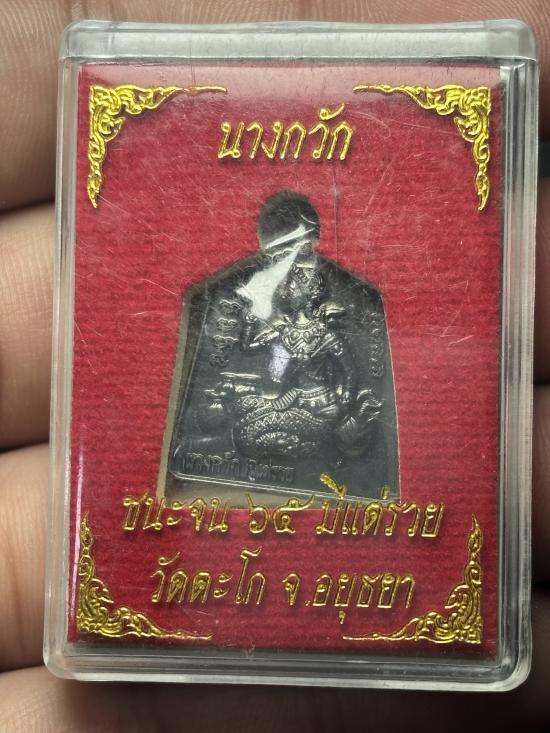 นางกวัก
ชนะจน ๖๕ มีแต่รวย
วัดตะโก จ.อยุธยา